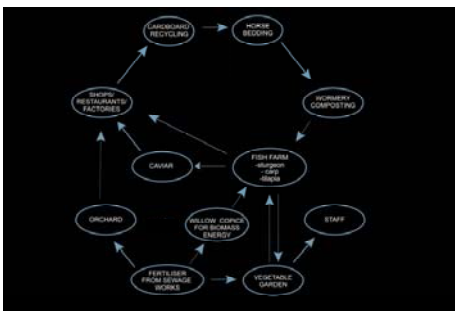 CARDBOARD
RECYCLING
HORSE
BEDDING
SHOPS/
RESTAURANTS/
FACTORIES
WORMERY
COMPOSTING
CAVIAR
FISH FARM
-sturgeon
- carp
-tilapia
ORCHARD
WILLOW COPICE
FOR BIOMASS
ENERGY
STAFF
FERTILISER
FROM SEWAGE
WORKS
VEGETABLE
GARDEN